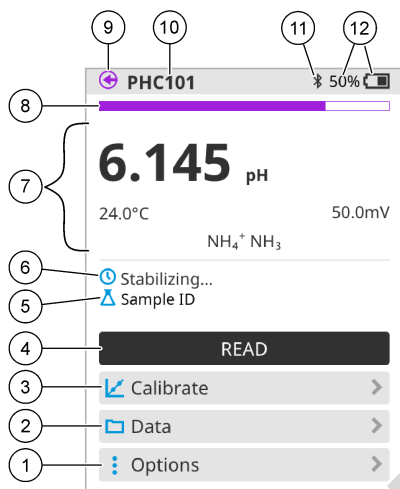 9 10 11 12
PHC101 50%
8
7
6.145 pH
24.0°C 50.0mV
NH₄⁺ NH₃
6 Stabilizing...
5 Sample ID
4 READ
3 Calibrate
2 Data
1 Options